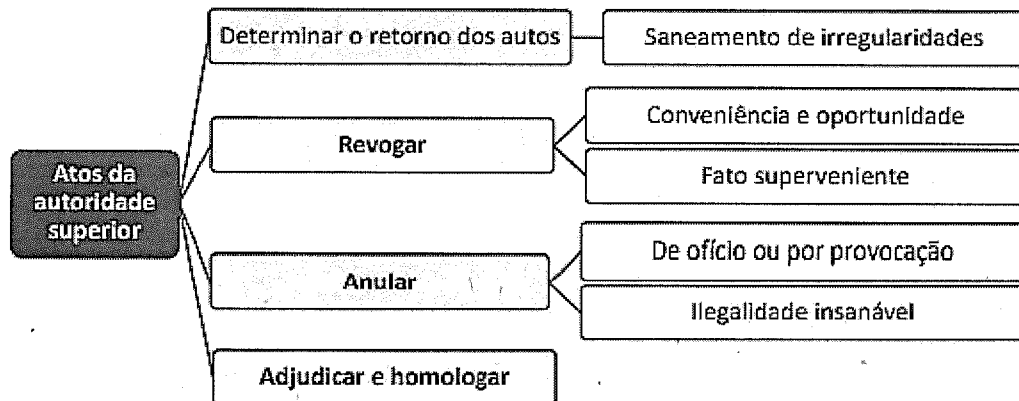 Determinar o retorno dos autos
Saneamento de irregularidades
Conveniência e oportunidade
Revogar
Fato superveniente
Atos da
autoridade
superior
De ofício ou por provocação
Anular
Ilegalidade insanável
Adjudicar e homologar